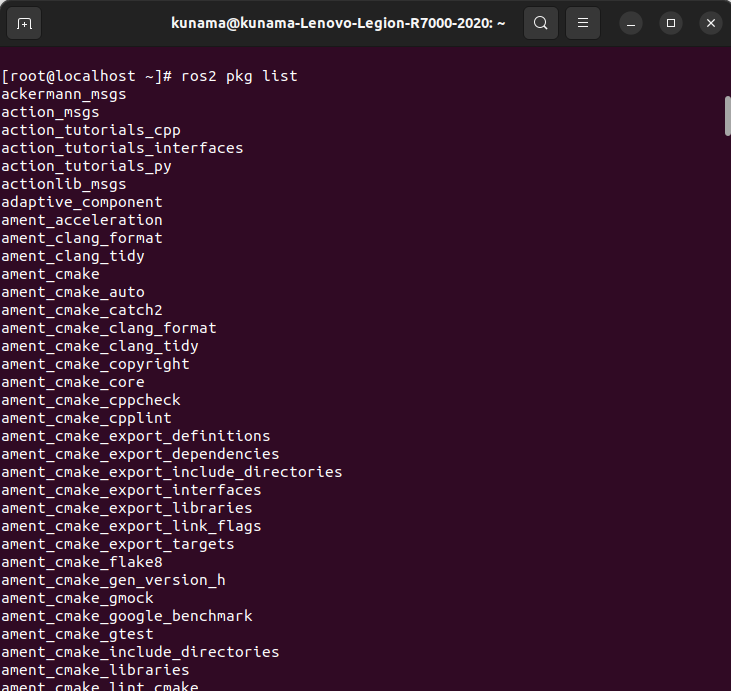 kunama@kunama-Lenovo-Legion-R7000-2020: ~
[root@localhost ~]# ros2 pkg list
ackermann_msgs
action_msgs
action_tutorials_cpp
action_tutorials_interfaces
action_tutorials_py
actionlib_msgs
adaptive_component
ament_acceleration
ament_clang_format
ament_clang_tidy
ament_cmake
ament_cmake_auto
ament_cmake_catch2
ament_cmake_clang_format
ament_cmake_clang_tidy
ament_cmake_copyright
ament_cmake_core
ament_cmake_cppcheck
ament_cmake_cpplint
ament_cmake_export_definitions
ament_cmake_export_dependencies
ament_cmake_export_include_directories
ament_cmake_export_interfaces
ament_cmake_export_libraries
ament_cmake_export_link_flags
ament_cmake_export_targets
ament_cmake_flake8
ament_cmake_gen_version_h
ament_cmake_gmock
ament_cmake_google_benchmark
ament_cmake_gtest
ament_cmake_include_directories
ament_cmake_libraries
ament_cmake_lint_cmake